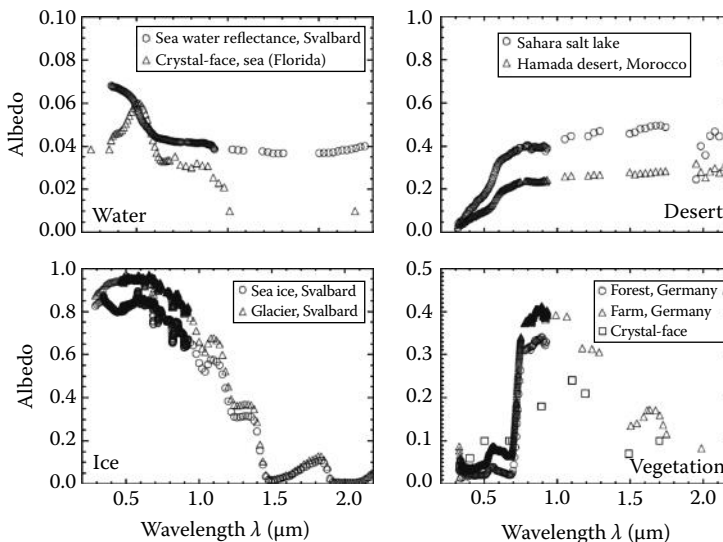 0.10
0.08
0.06
0.04
0.02
0.00
Albedo
Sea water reflectance, Svalbard
Crystal-face, sea (Florida)
Water
1.0
0.8
0.6
0.4
0.2
0.0
Sahara salt lake
Hamada desert, Morocco
Desert
1.0
0.8
0.6
0.4
0.2
0.0
Albedo
Sea ice, Svalbard
Glacier, Svalbard
Ice
0.5 1.0 1.5 2.0
Wavelength λ (μm)
0.5
0.4
0.3
0.2
0.1
0.0
Forest, Germany
Farm, Germany
Crystal-face
Vegetation
0.5 1.0 1.5 2.0
Wavelength λ (μm)